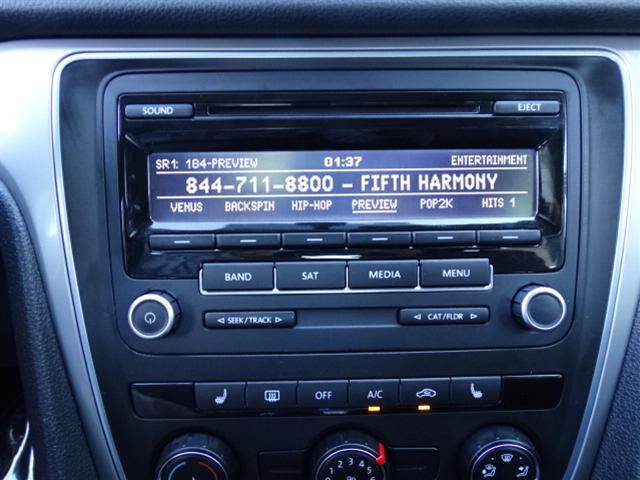 SOUND EJECT
SR1: 184-PREVIEW 01:37 ENTERTAINMENT
844-711-8800 - FIFTH HARMONY
VENUS BACKSPIN HIP-HOP PREVIEW POP2K HITS 1
BAND SAT MEDIA MENU
SEEK/TRACK CAT/FLDR
OFF A/C